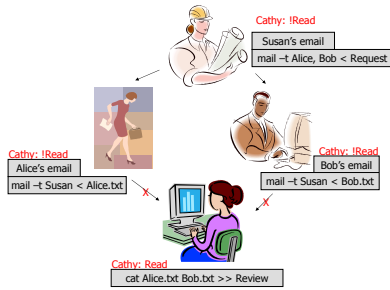 Cathy: !Read
Susan's email
mail –t Alice, Bob < Request
Cathy: !Read
Alice's email
mail –t Susan < Alice.txt
X
Cathy: !Read
Bob's email
mail –t Susan < Bob.txt
X
Cathy: Read
cat Alice.txt Bob.txt >> Review